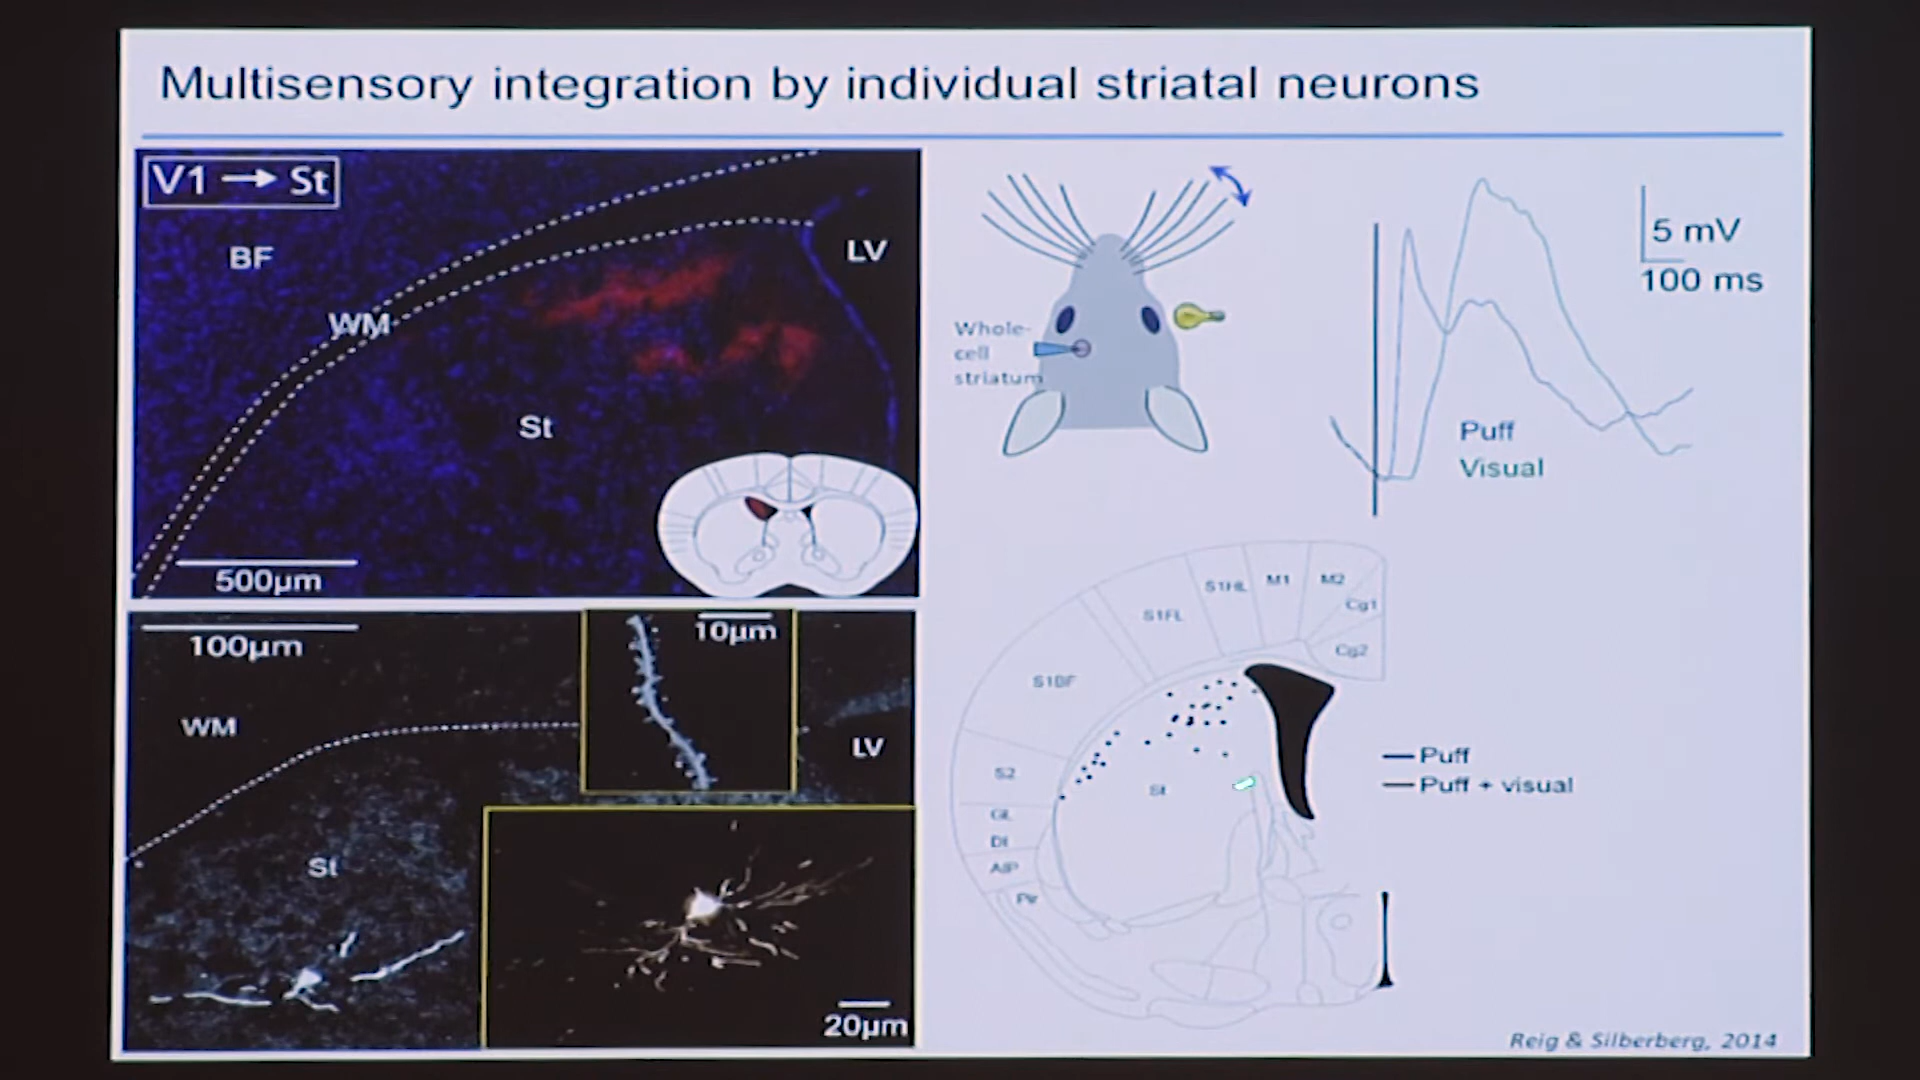 Multisensory integration by individual striatal neurons
V1 → St
BF
WM
LV
St
500µm
100µm
10µm
WM
LV
St
20µm
Whole-
cell
striatum
5 mV
100 ms
Puff
Visual
S1HL
M1
M2
Cg1
S1FL
Cg2
S1BF
S2
GI
DI
AIP
Pir
St
Puff
Puff + visual
Reig & Silberberg, 2014